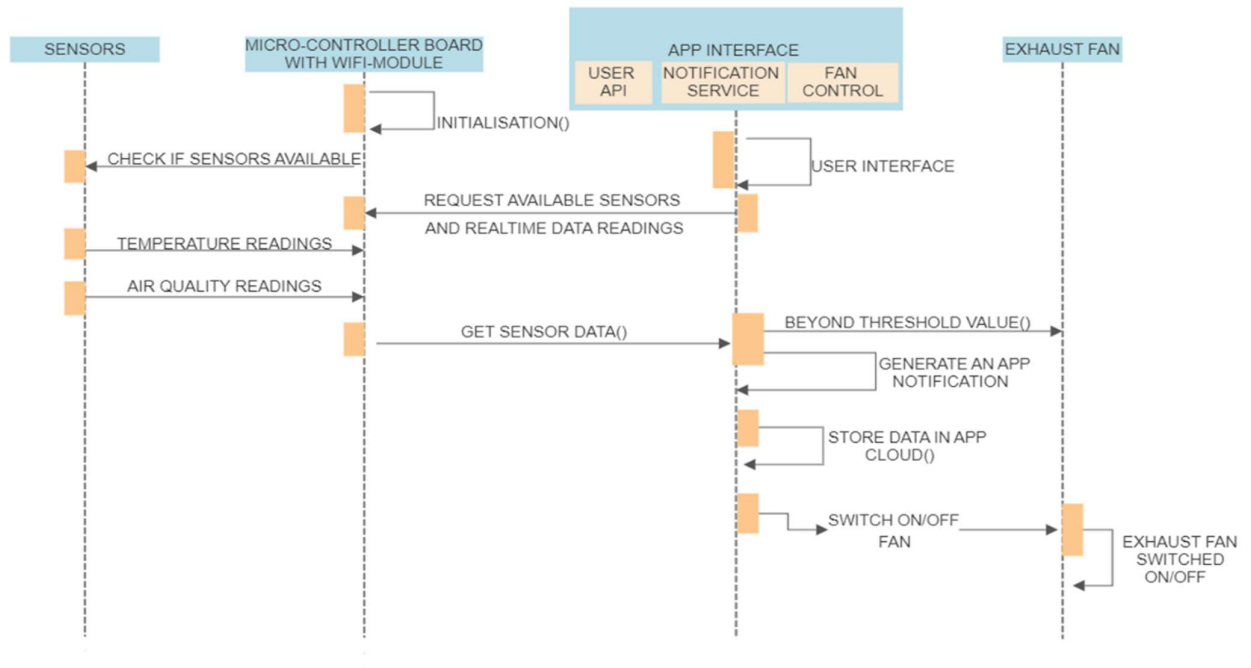 SENSORS
MICRO-CONTROLLER BOARD
WITH WIFI-MODULE
APP INTERFACE
USER
API
NOTIFICATION
SERVICE
FAN
CONTROL
EXHAUST FAN
INITIALISATION()
CHECK IF SENSORS AVAILABLE
USER INTERFACE
REQUEST AVAILABLE SENSORS
AND REALTIME DATA READINGS
TEMPERATURE READINGS
AIR QUALITY READINGS
GET SENSOR DATA()
BEYOND THRESHOLD VALUE()
GENERATE AN APP
NOTIFICATION
STORE DATA IN APP
CLOUD()
SWITCH ON/OFF
FAN
EXHAUST FAN
SWITCHED
ON/OFF